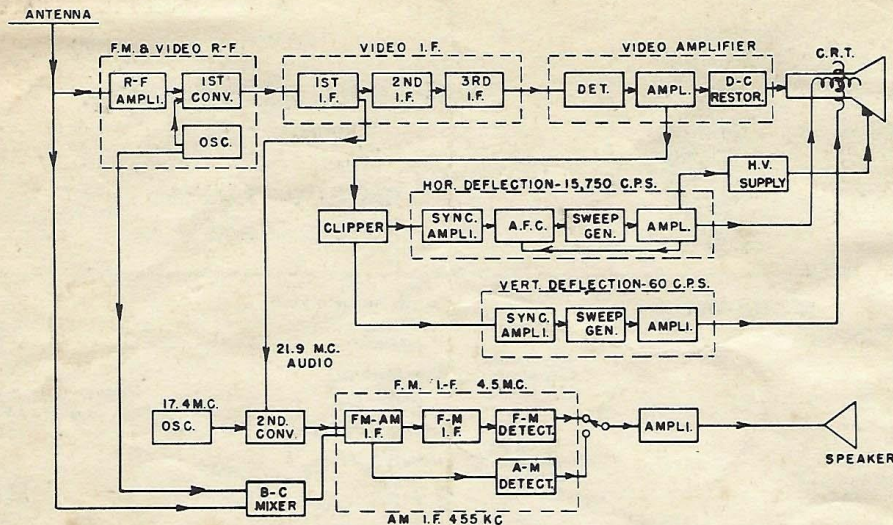 ANTENNA
F.M. & VIDEO R-F
VIDEO I.F.
VIDEO AMPLIFIER
C.R.T.
R-F
AMPLI.
1ST
CONV.
1ST
I.F.
2ND
I.F.
3RD
I.F.
DET.
AMPL.
D-C
RESTOR.
OSC.
H.V.
SUPPLY
HOR. DEFLECTION-15,750 C.P.S.
CLIPPER
SYNC.
AMPLI.
A.F.C.
SWEEP
GEN.
AMPL.
VERT. DEFLECTION-60 C.P.S.
SYNC.
AMPLI.
SWEEP
GEN.
AMPLI.
21.9 M.C.
AUDIO
F.M. I-F 4.5 M.C.
17.4 M.C.
OSC.
2ND.
CONV.
FM-AM
I.F.
F-M
I.F.
F-M
DETECT.
AMPLI.
SPEAKER
A-M
DETECT.
B-C
MIXER
AM I.F. 455 KC